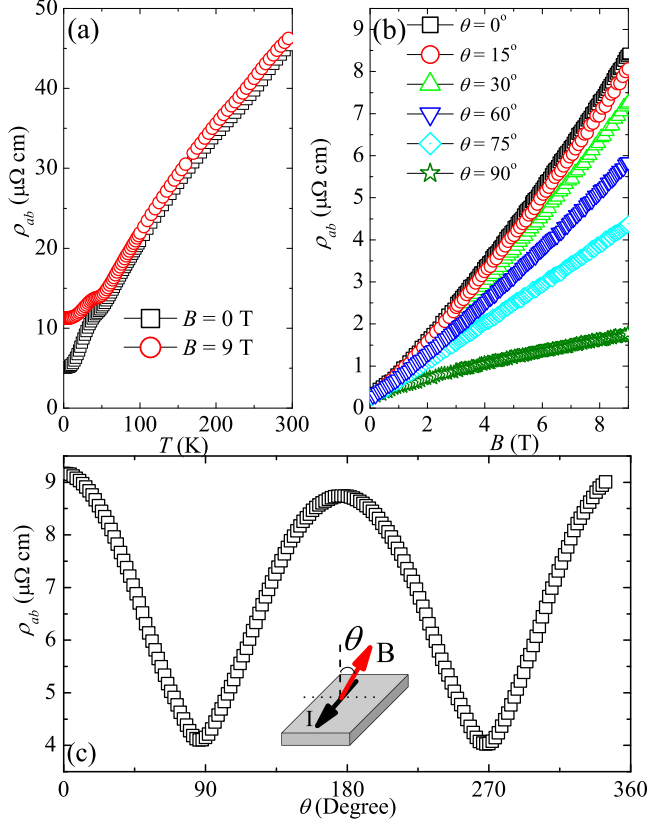 (a)
50
40
30
20
10
0
ρab (μΩ cm)
B = 0 T
B = 9 T
0 100 200 300
T (K)
(b)
9
8
7
6
5
4
3
2
1
0
ρab (μΩ cm)
θ = 0°
θ = 15°
θ = 30°
θ = 60°
θ = 75°
θ = 90°
0 2 4 6 8
B (T)
10
9
8
7
6
5
4
ρab (μΩ cm)
θ
B
I
(c)
0 90 180 270 360
θ (Degree)